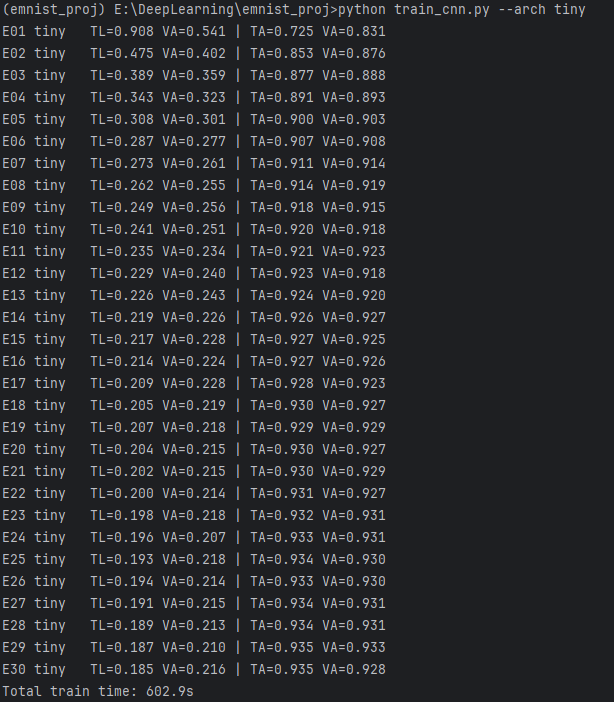 (emnist_proj) E:\DeepLearning\emnist_proj>python train_cnn.py --arch tiny
E01 tiny   TL=0.908 VA=0.541 | TA=0.725 VA=0.831
E02 tiny   TL=0.475 VA=0.402 | TA=0.853 VA=0.876
E03 tiny   TL=0.389 VA=0.359 | TA=0.877 VA=0.888
E04 tiny   TL=0.343 VA=0.323 | TA=0.891 VA=0.893
E05 tiny   TL=0.308 VA=0.301 | TA=0.900 VA=0.903
E06 tiny   TL=0.287 VA=0.277 | TA=0.907 VA=0.908
E07 tiny   TL=0.273 VA=0.261 | TA=0.911 VA=0.914
E08 tiny   TL=0.262 VA=0.255 | TA=0.914 VA=0.919
E09 tiny   TL=0.249 VA=0.256 | TA=0.918 VA=0.915
E10 tiny   TL=0.241 VA=0.251 | TA=0.920 VA=0.918
E11 tiny   TL=0.235 VA=0.234 | TA=0.921 VA=0.923
E12 tiny   TL=0.229 VA=0.240 | TA=0.923 VA=0.918
E13 tiny   TL=0.226 VA=0.243 | TA=0.924 VA=0.920
E14 tiny   TL=0.219 VA=0.226 | TA=0.926 VA=0.927
E15 tiny   TL=0.217 VA=0.228 | TA=0.927 VA=0.925
E16 tiny   TL=0.214 VA=0.224 | TA=0.927 VA=0.926
E17 tiny   TL=0.209 VA=0.228 | TA=0.928 VA=0.923
E18 tiny   TL=0.205 VA=0.219 | TA=0.930 VA=0.927
E19 tiny   TL=0.207 VA=0.218 | TA=0.929 VA=0.929
E20 tiny   TL=0.204 VA=0.215 | TA=0.930 VA=0.927
E21 tiny   TL=0.202 VA=0.215 | TA=0.930 VA=0.929
E22 tiny   TL=0.200 VA=0.214 | TA=0.931 VA=0.927
E23 tiny   TL=0.198 VA=0.218 | TA=0.932 VA=0.931
E24 tiny   TL=0.196 VA=0.207 | TA=0.933 VA=0.931
E25 tiny   TL=0.193 VA=0.218 | TA=0.934 VA=0.930
E26 tiny   TL=0.194 VA=0.214 | TA=0.933 VA=0.930
E27 tiny   TL=0.191 VA=0.215 | TA=0.934 VA=0.931
E28 tiny   TL=0.189 VA=0.213 | TA=0.934 VA=0.931
E29 tiny   TL=0.187 VA=0.210 | TA=0.935 VA=0.933
E30 tiny   TL=0.185 VA=0.216 | TA=0.935 VA=0.928
Total train time: 602.9s